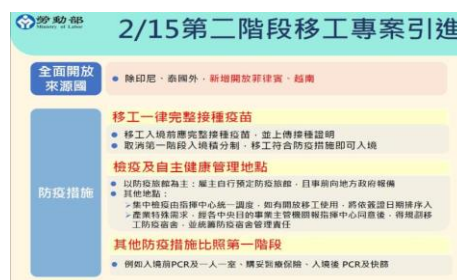 勞動部
Ministry of Labor
2/15第二階段移工專案引進
全面開放
來源國
除印尼、泰國外,新增開放菲律賓、越南
防疫措施
移工一律完整接種疫苗
移工入境前應完整接種疫苗,並上傳接種證明
取消第一階段入境積分制,移工符合防疫措施即可入境
檢疫及自主健康管理地點
以防疫旅館為主:雇主自行預定防疫旅館,且事前向地方政府報備
其他地點:
➢集中檢疫由指揮中心統一調度,如有開放移工使用,將依簽證日期排序入
➢產業特殊需求,經各中央目的事業主管機關報指揮中心同意後,得規劃移
工防疫宿舍,並統籌防疫宿舍管理責任
其他防疫措施比照第一階段
例如入境前PCR及一人一室、購妥醫療保險、入境後 PCR及快篩